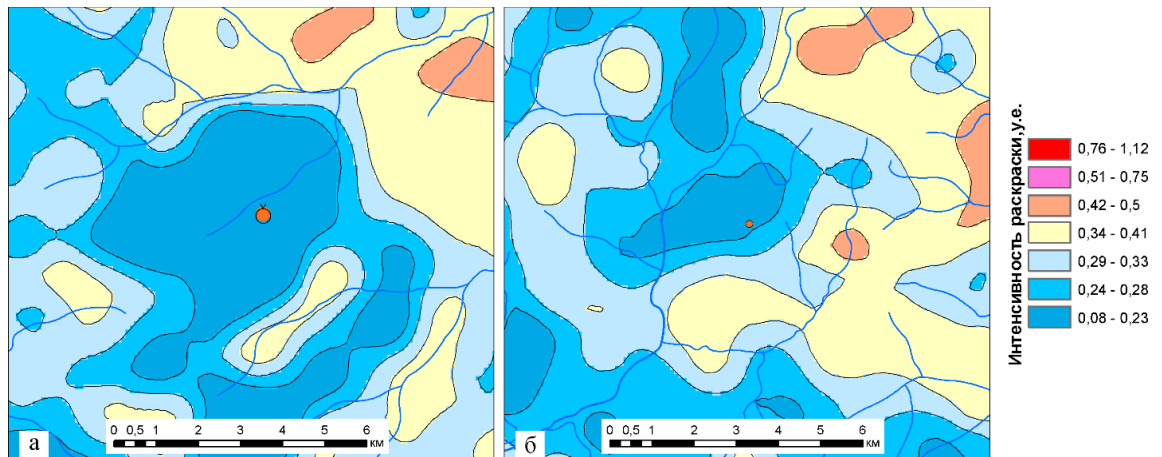 0 0,5 1 2 3 4 5 6
КМ
а
0 0,5 1 2 3 4 5 6
КМ
б
Интенсивность раскраски,у.е.
0,76 - 1,12
0,51 - 0,75
0,42 - 0,5
0,34 - 0,41
0,29 - 0,33
0,24 - 0,28
0,08 - 0,23